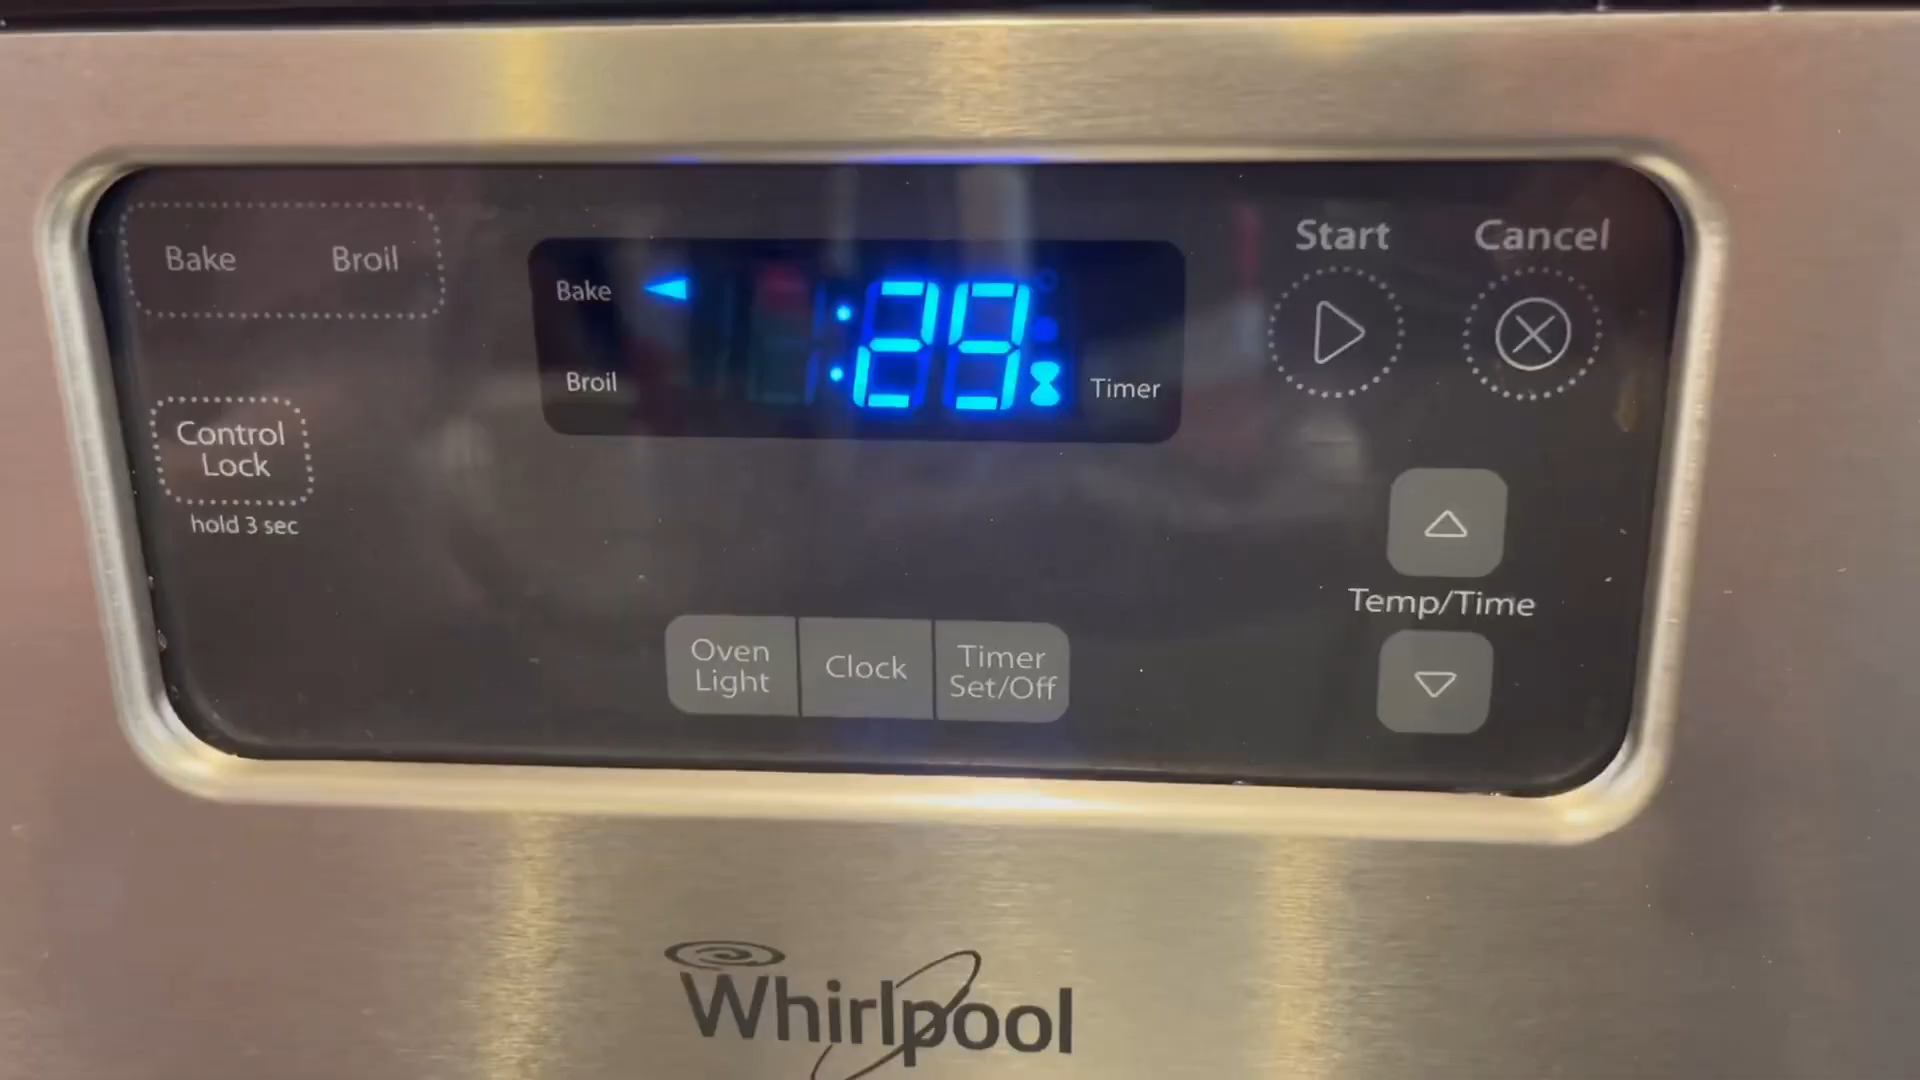 Start Cancel
Bake Broil
Bake
:29
Broil
Timer
Control
Lock
hold 3 sec
Temp/Time
Oven
Light
Clock
Timer
Set/Off
Whirlpool